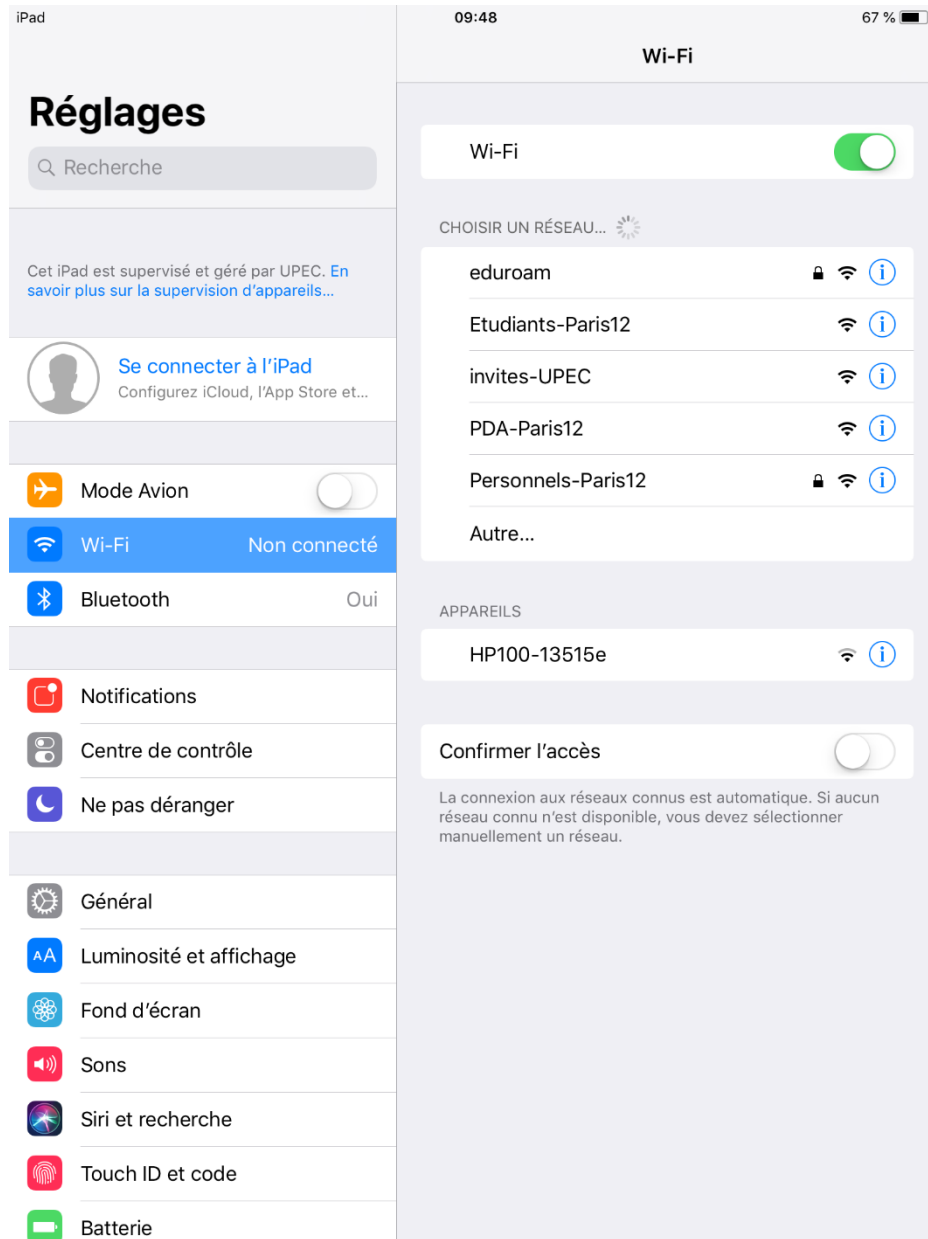 iPad
09:48
67 %
Réglages
Recherche
Cet iPad est supervisé et géré par UPEC. En
savoir plus sur la supervision d'appareils…
Se connecter à l'iPad
Configurez iCloud, l'App Store et…
Mode Avion
Wi-Fi
Non connecté
Bluetooth
Oui
Notifications
Centre de contrôle
Ne pas déranger
Général
AA
Luminosité et affichage
Fond d'écran
Sons
Siri et recherche
Touch ID et code
Batterie
Wi-Fi
Wi-Fi
CHOISIR UN RÉSEAU…
eduroam
Etudiants-Paris12
invites-UPEC
PDA-Paris12
Personnels-Paris12
Autre…
APPAREILS
HP100-13515e
Confirmer l'accès
La connexion aux réseaux connus est automatique. Si aucun
réseau connu n'est disponible, vous devez sélectionner
manuellement un réseau.